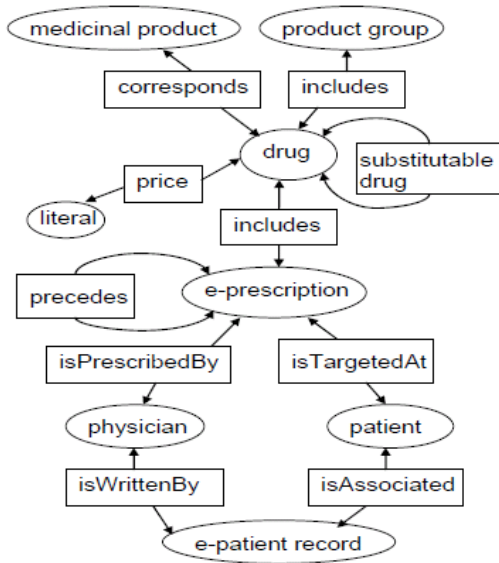 medicinal product
product group
corresponds
includes
drug
substitutable
drug
price
literal
includes
precedes
e-prescription
isPrescribedBy
isTargetedAt
physician
patient
isWrittenBy
isAssociated
e-patient record